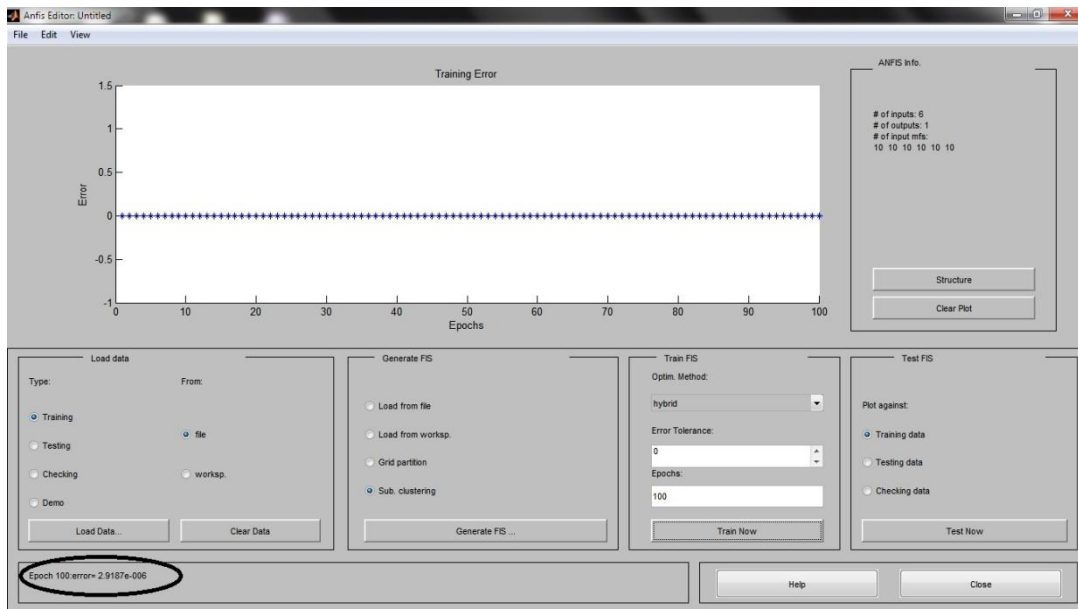 Anfis Editor: Untitled
File Edit View
Training Error
1.5
1
0.5
0
-0.5
-1
Error
0 10 20 30 40 50 60 70 80 90 100
Epochs
ANFIS Info.
# of inputs: 6
# of outputs: 1
# of input mfs:
10 10 10 10 10 10
Structure
Clear Plot
Load data
Type:
From:
Training
Testing
Checking
Demo
file
worksp.
Load Data...
Clear Data
Generate FIS
Load from file
Load from worksp.
Grid partition
Sub. clustering
Generate FIS ...
Train FIS
Optim. Method:
hybrid
Error Tolerance:
0
Epochs:
100
Train Now
Test FIS
Plot against:
Training data
Testing data
Checking data
Test Now
Epoch 100:error= 2.9187e-006
Help
Close